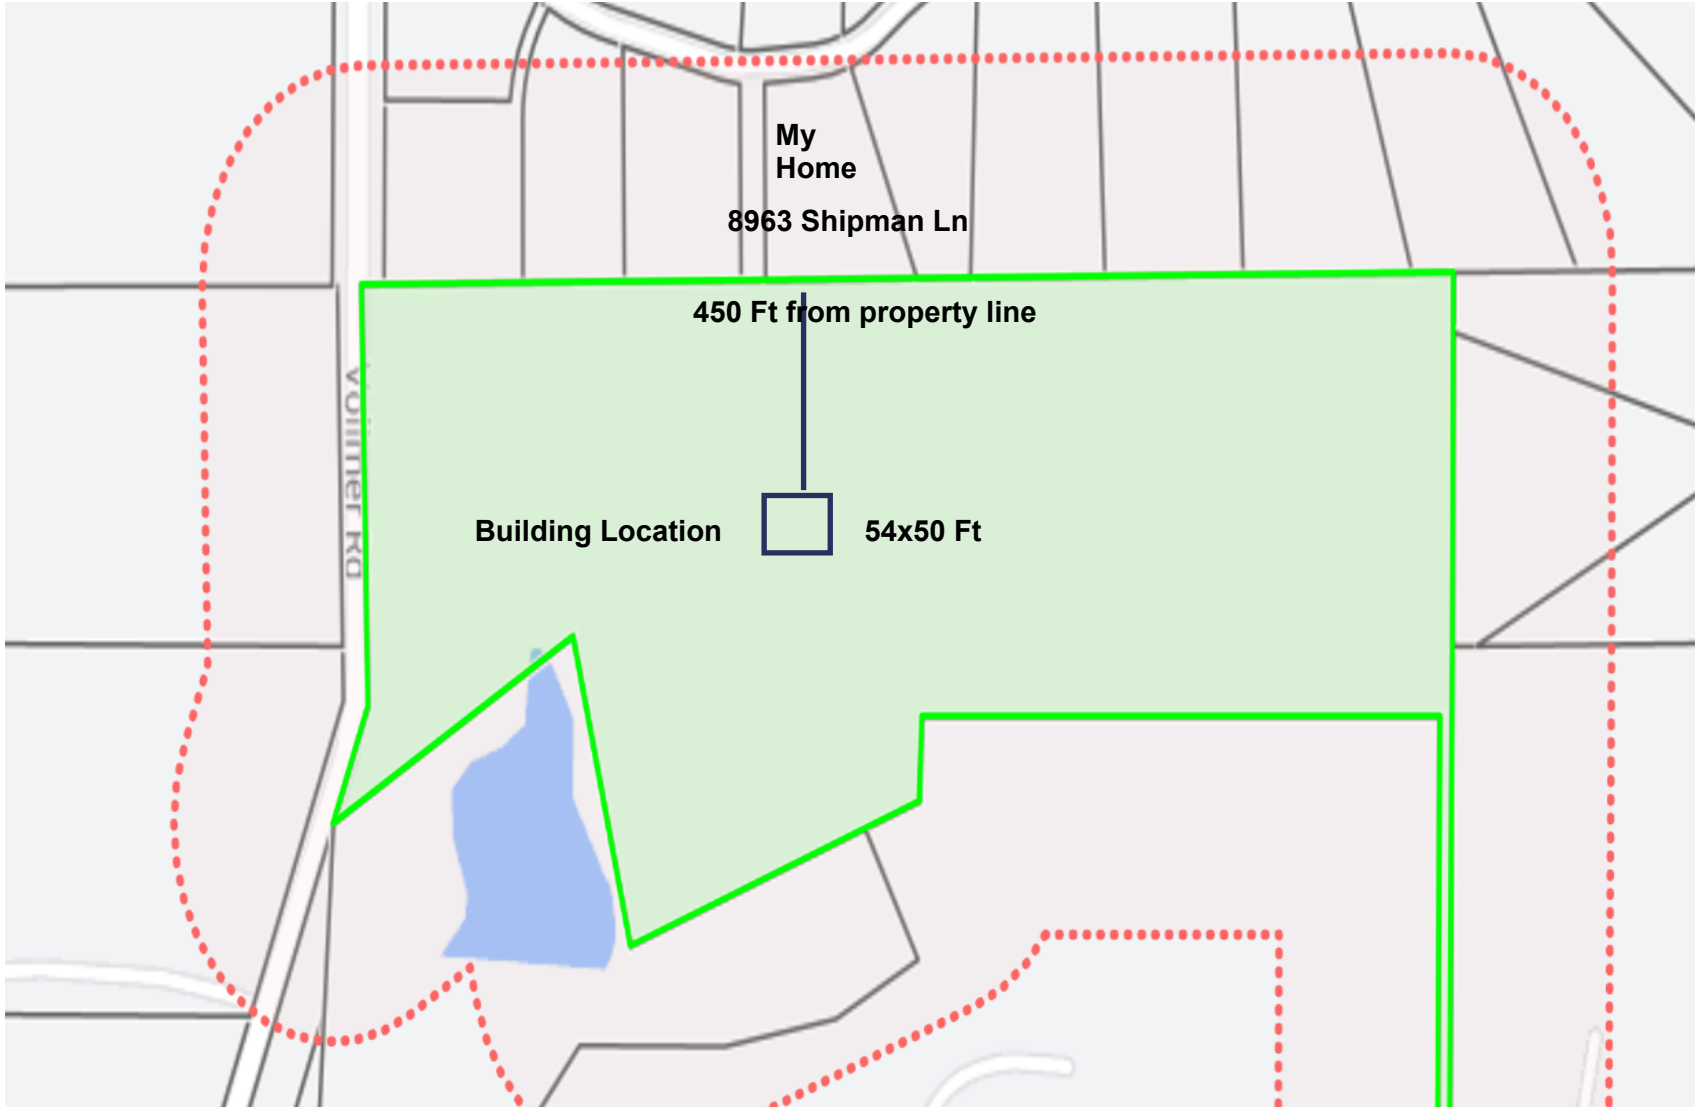 My
Home
8963 Shipman Ln
450 Ft from property line
Vollmer Rd
Building Location
54x50 Ft